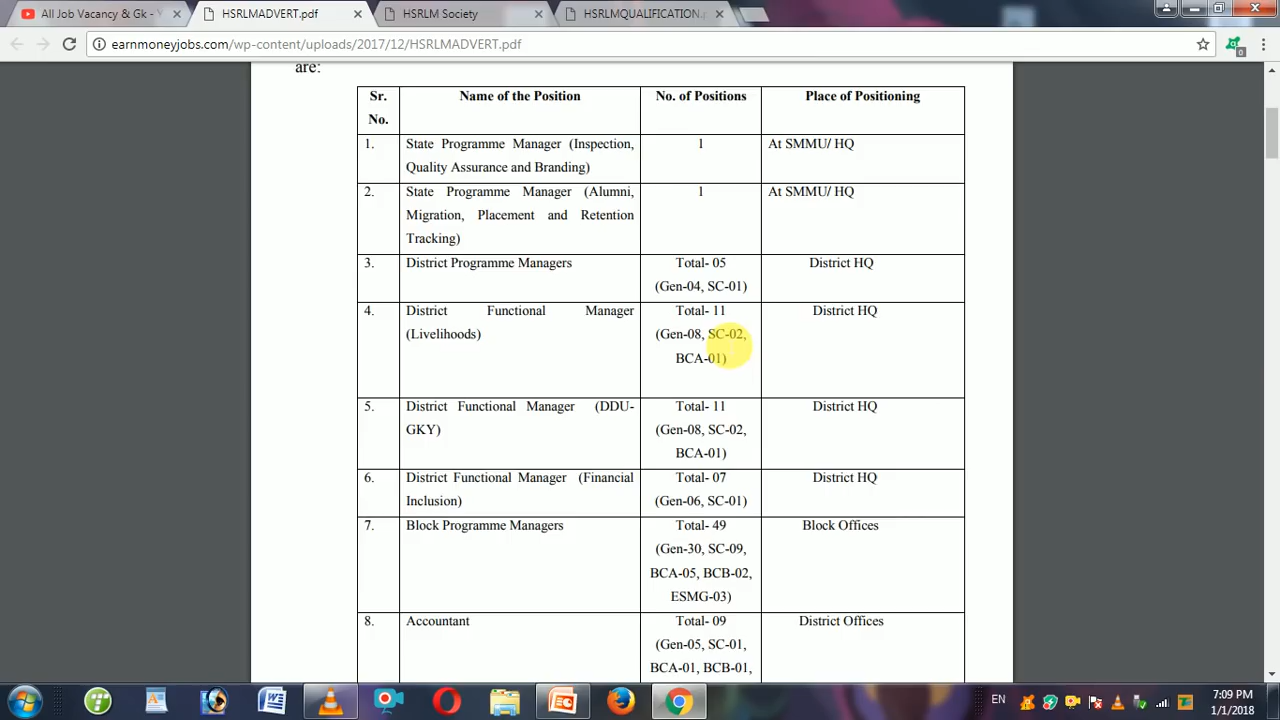 All Job Vacancy & Gk - Y
HSRLMADVERT.pdf
HSRLM Society
HSRLMQUALIFICATION.p
earnmoneyjobs.com/wp-content/uploads/2017/12/HSRLMADVERT.pdf
0
are:
Sr. No.
Name of the Position
No. of Positions
Place of Positioning
1.
State Programme Manager (Inspection,
Quality Assurance and Branding)
1
At SMMU/ HQ
2.
State Programme Manager (Alumni,
Migration, Placement and Retention
Tracking)
1
At SMMU/ HQ
3.
District Programme Managers
Total- 05
(Gen-04, SC-01)
District HQ
4.
District Functional Manager
(Livelihoods)
Total- 11
(Gen-08, SC-02,
BCA-01)
District HQ
5.
District Functional Manager (DDU-
GKY)
Total- 11
(Gen-08, SC-02,
BCA-01)
District HQ
6.
District Functional Manager (Financial
Inclusion)
Total- 07
(Gen-06, SC-01)
District HQ
7.
Block Programme Managers
Total- 49
(Gen-30, SC-09,
BCA-05, BCB-02,
ESMG-03)
Block Offices
8.
Accountant
Total- 09
(Gen-05, SC-01,
BCA-01, BCB-01,
District Offices
EN
7:09 PM
1/1/2018